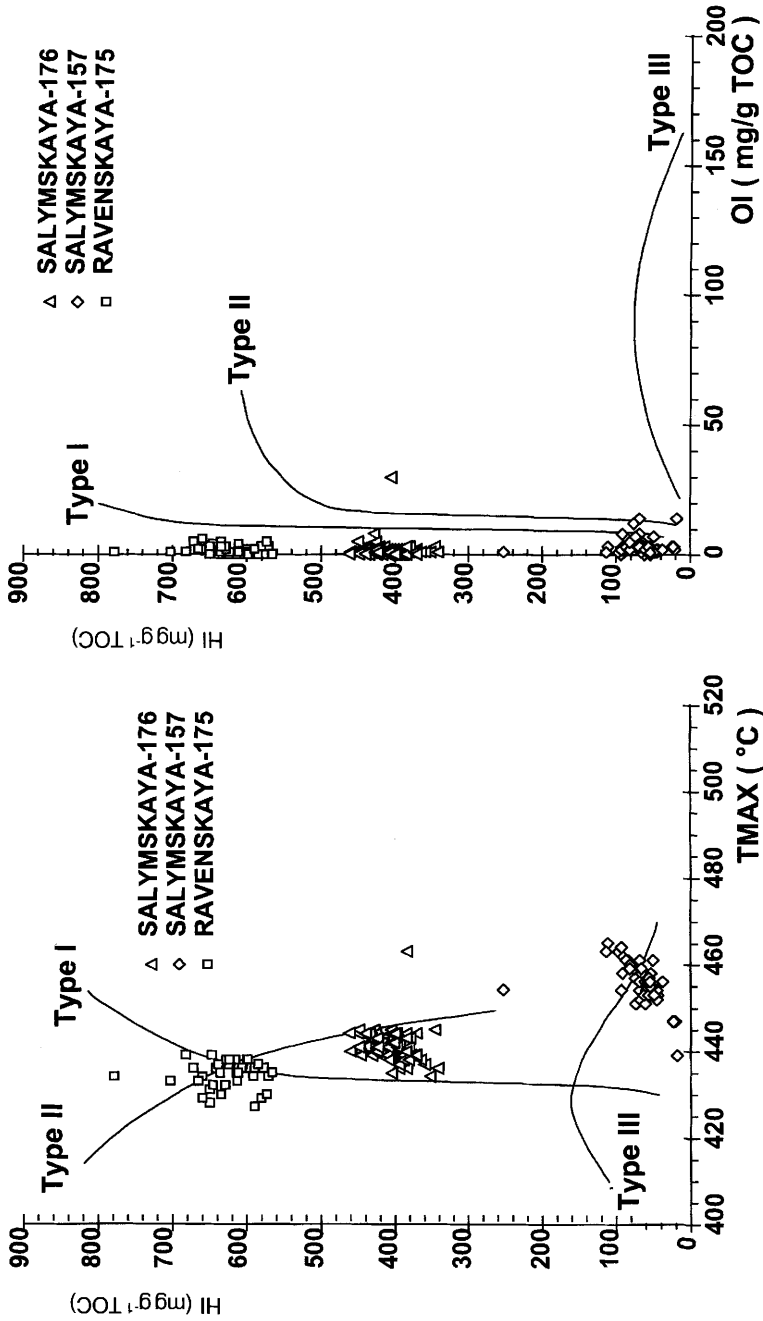 HI (mg g-1 TOC)
900
800
700
600
500
400
300
200
100
0
400
420
440
460
480
500
520
TMAX ( °C )
Type II
Type I
Type III
△ SALYMSKAYA-176
◇ SALYMSKAYA-157
□ RAVENSKAYA-175
HI (mg g-1 TOC)
900
800
700
600
500
400
300
200
100
0
0
50
100
150
200
OI ( mg/g TOC )
Type I
Type II
Type III
△ SALYMSKAYA-176
◇ SALYMSKAYA-157
□ RAVENSKAYA-175